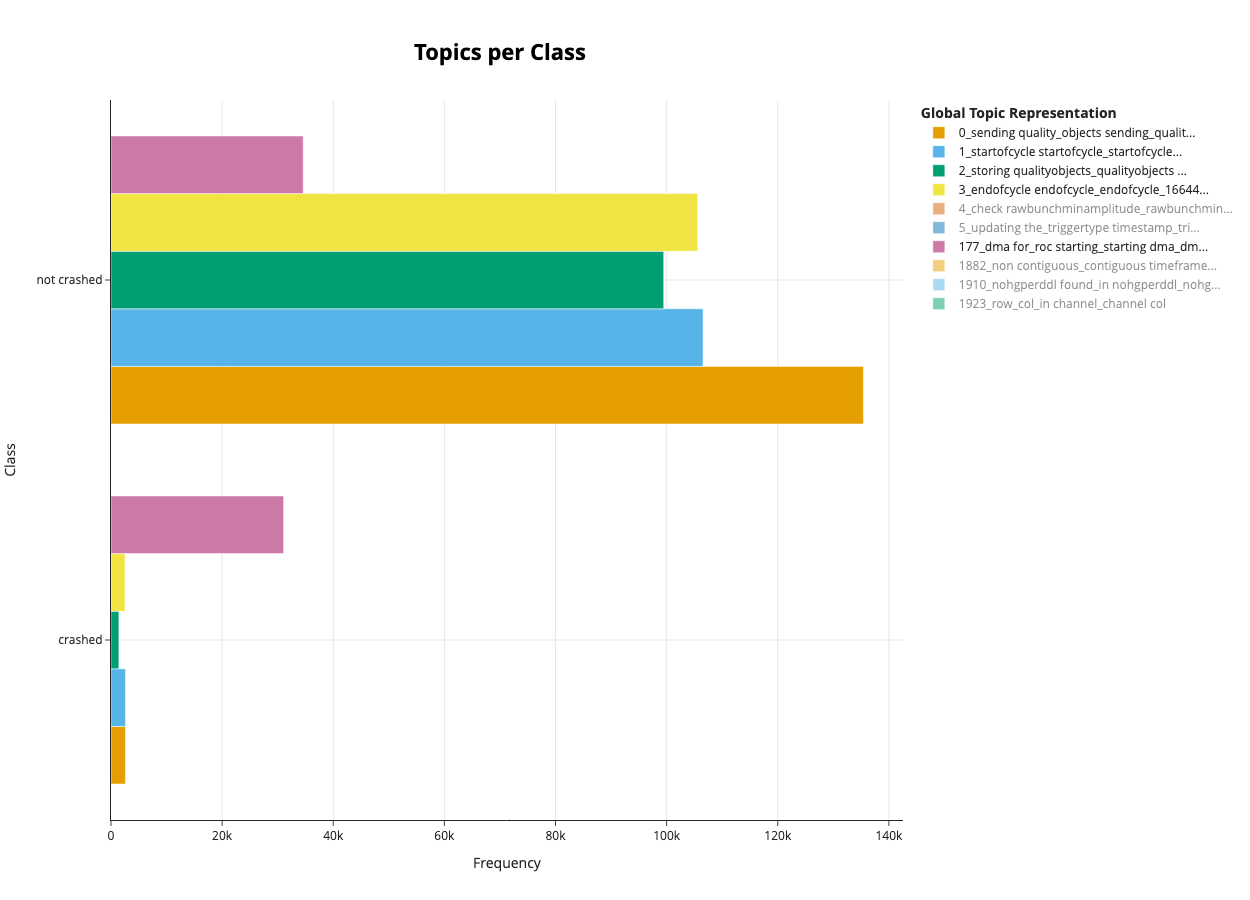 Topics per Class
Global Topic Representation
0_sending quality_objects sending_qualit...
1_startofcycle startofcycle_startofcycle...
2_storing qualityobjects_qualityobjects ...
3_endofcycle endofcycle_endofcycle_16644...
4_check rawbunchminamplitude_rawbunchmin...
5_updating the_triggertype timestamp_tri...
177_dma for_roc starting_starting dma_dm...
1882_non contiguous_contiguous timeframe...
1910_nohgperddl found_in nohgperddl_nohg...
1923_row_col_in channel_channel col
not crashed
Class
crashed
0 20k 40k 60k 80k 100k 120k 140k
Frequency